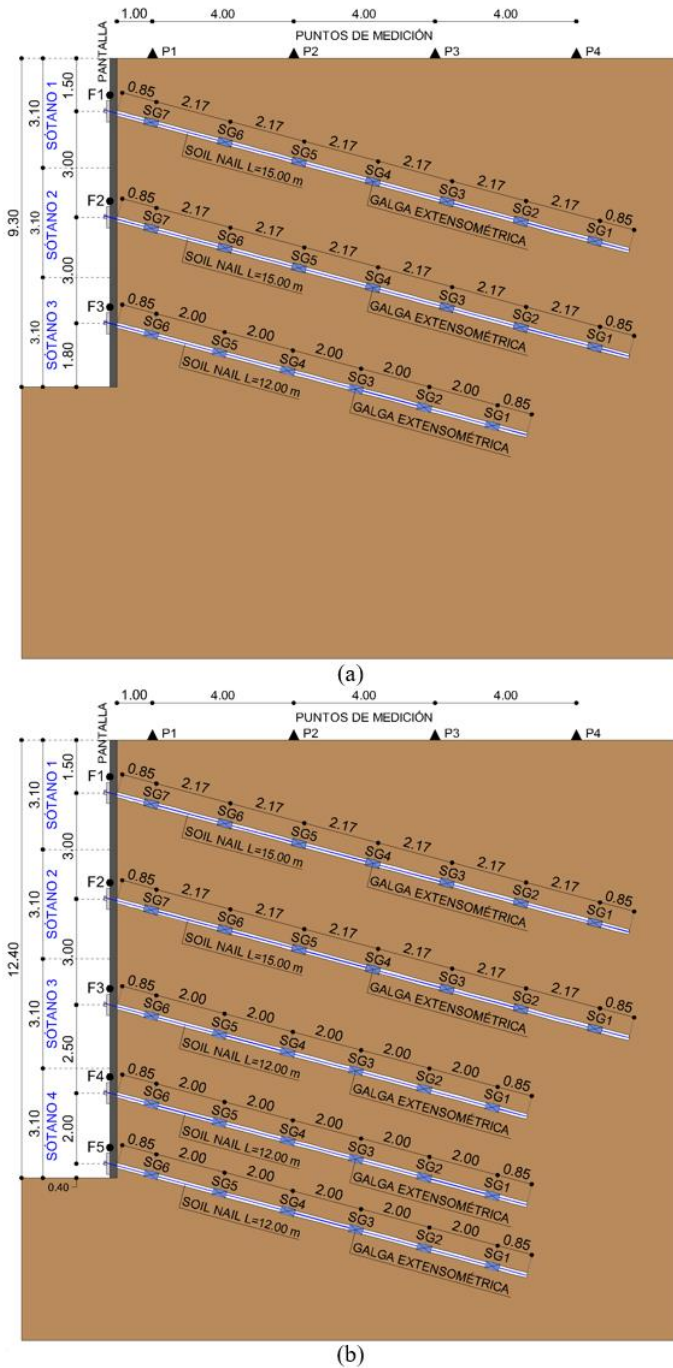 1.00 4.00 4.00 4.00
PUNTOS DE MEDICIÓN
PANTALLA
P1 P2 P3 P4
9.30
3.10 SÓTANO 1
3.10 SÓTANO 2
3.10 SÓTANO 3
1.50
3.00
3.00
1.80
F1
0.85 2.17 2.17 2.17 2.17 2.17 2.17 0.85
SG7 SG6 SG5 SG4 SG3 SG2 SG1
SOIL NAIL L=15.00 m
GALGA EXTENSOMÉTRICA
F2
0.85 2.17 2.17 2.17 2.17 2.17 2.17 0.85
SG7 SG6 SG5 SG4 SG3 SG2 SG1
SOIL NAIL L=15.00 m
GALGA EXTENSOMÉTRICA
F3
0.85 2.00 2.00 2.00 2.00 2.00 0.85
SG6 SG5 SG4 SG3 SG2 SG1
SOIL NAIL L=12.00 m
GALGA EXTENSOMÉTRICA
(a)
1.00 4.00 4.00 4.00
PUNTOS DE MEDICIÓN
PANTALLA
P1 P2 P3 P4
12.40
3.10 SÓTANO 1
3.10 SÓTANO 2
3.10 SÓTANO 3
3.10 SÓTANO 4
1.50
3.00
3.00
2.50
2.00
0.40
F1
0.85 2.17 2.17 2.17 2.17 2.17 2.17 0.85
SG7 SG6 SG5 SG4 SG3 SG2 SG1
SOIL NAIL L=15.00 m
GALGA EXTENSOMÉTRICA
F2
0.85 2.17 2.17 2.17 2.17 2.17 2.17 0.85
SG7 SG6 SG5 SG4 SG3 SG2 SG1
SOIL NAIL L=15.00 m
GALGA EXTENSOMÉTRICA
F3
0.85 2.00 2.00 2.00 2.00 2.00 0.85
SG6 SG5 SG4 SG3 SG2 SG1
SOIL NAIL L=12.00 m
GALGA EXTENSOMÉTRICA
F4
0.85 2.00 2.00 2.00 2.00 2.00 0.85
SG6 SG5 SG4 SG3 SG2 SG1
SOIL NAIL L=12.00 m
GALGA EXTENSOMÉTRICA
F5
0.85 2.00 2.00 2.00 2.00 2.00 0.85
SG6 SG5 SG4 SG3 SG2 SG1
SOIL NAIL L=12.00 m
GALGA EXTENSOMÉTRICA
(b)